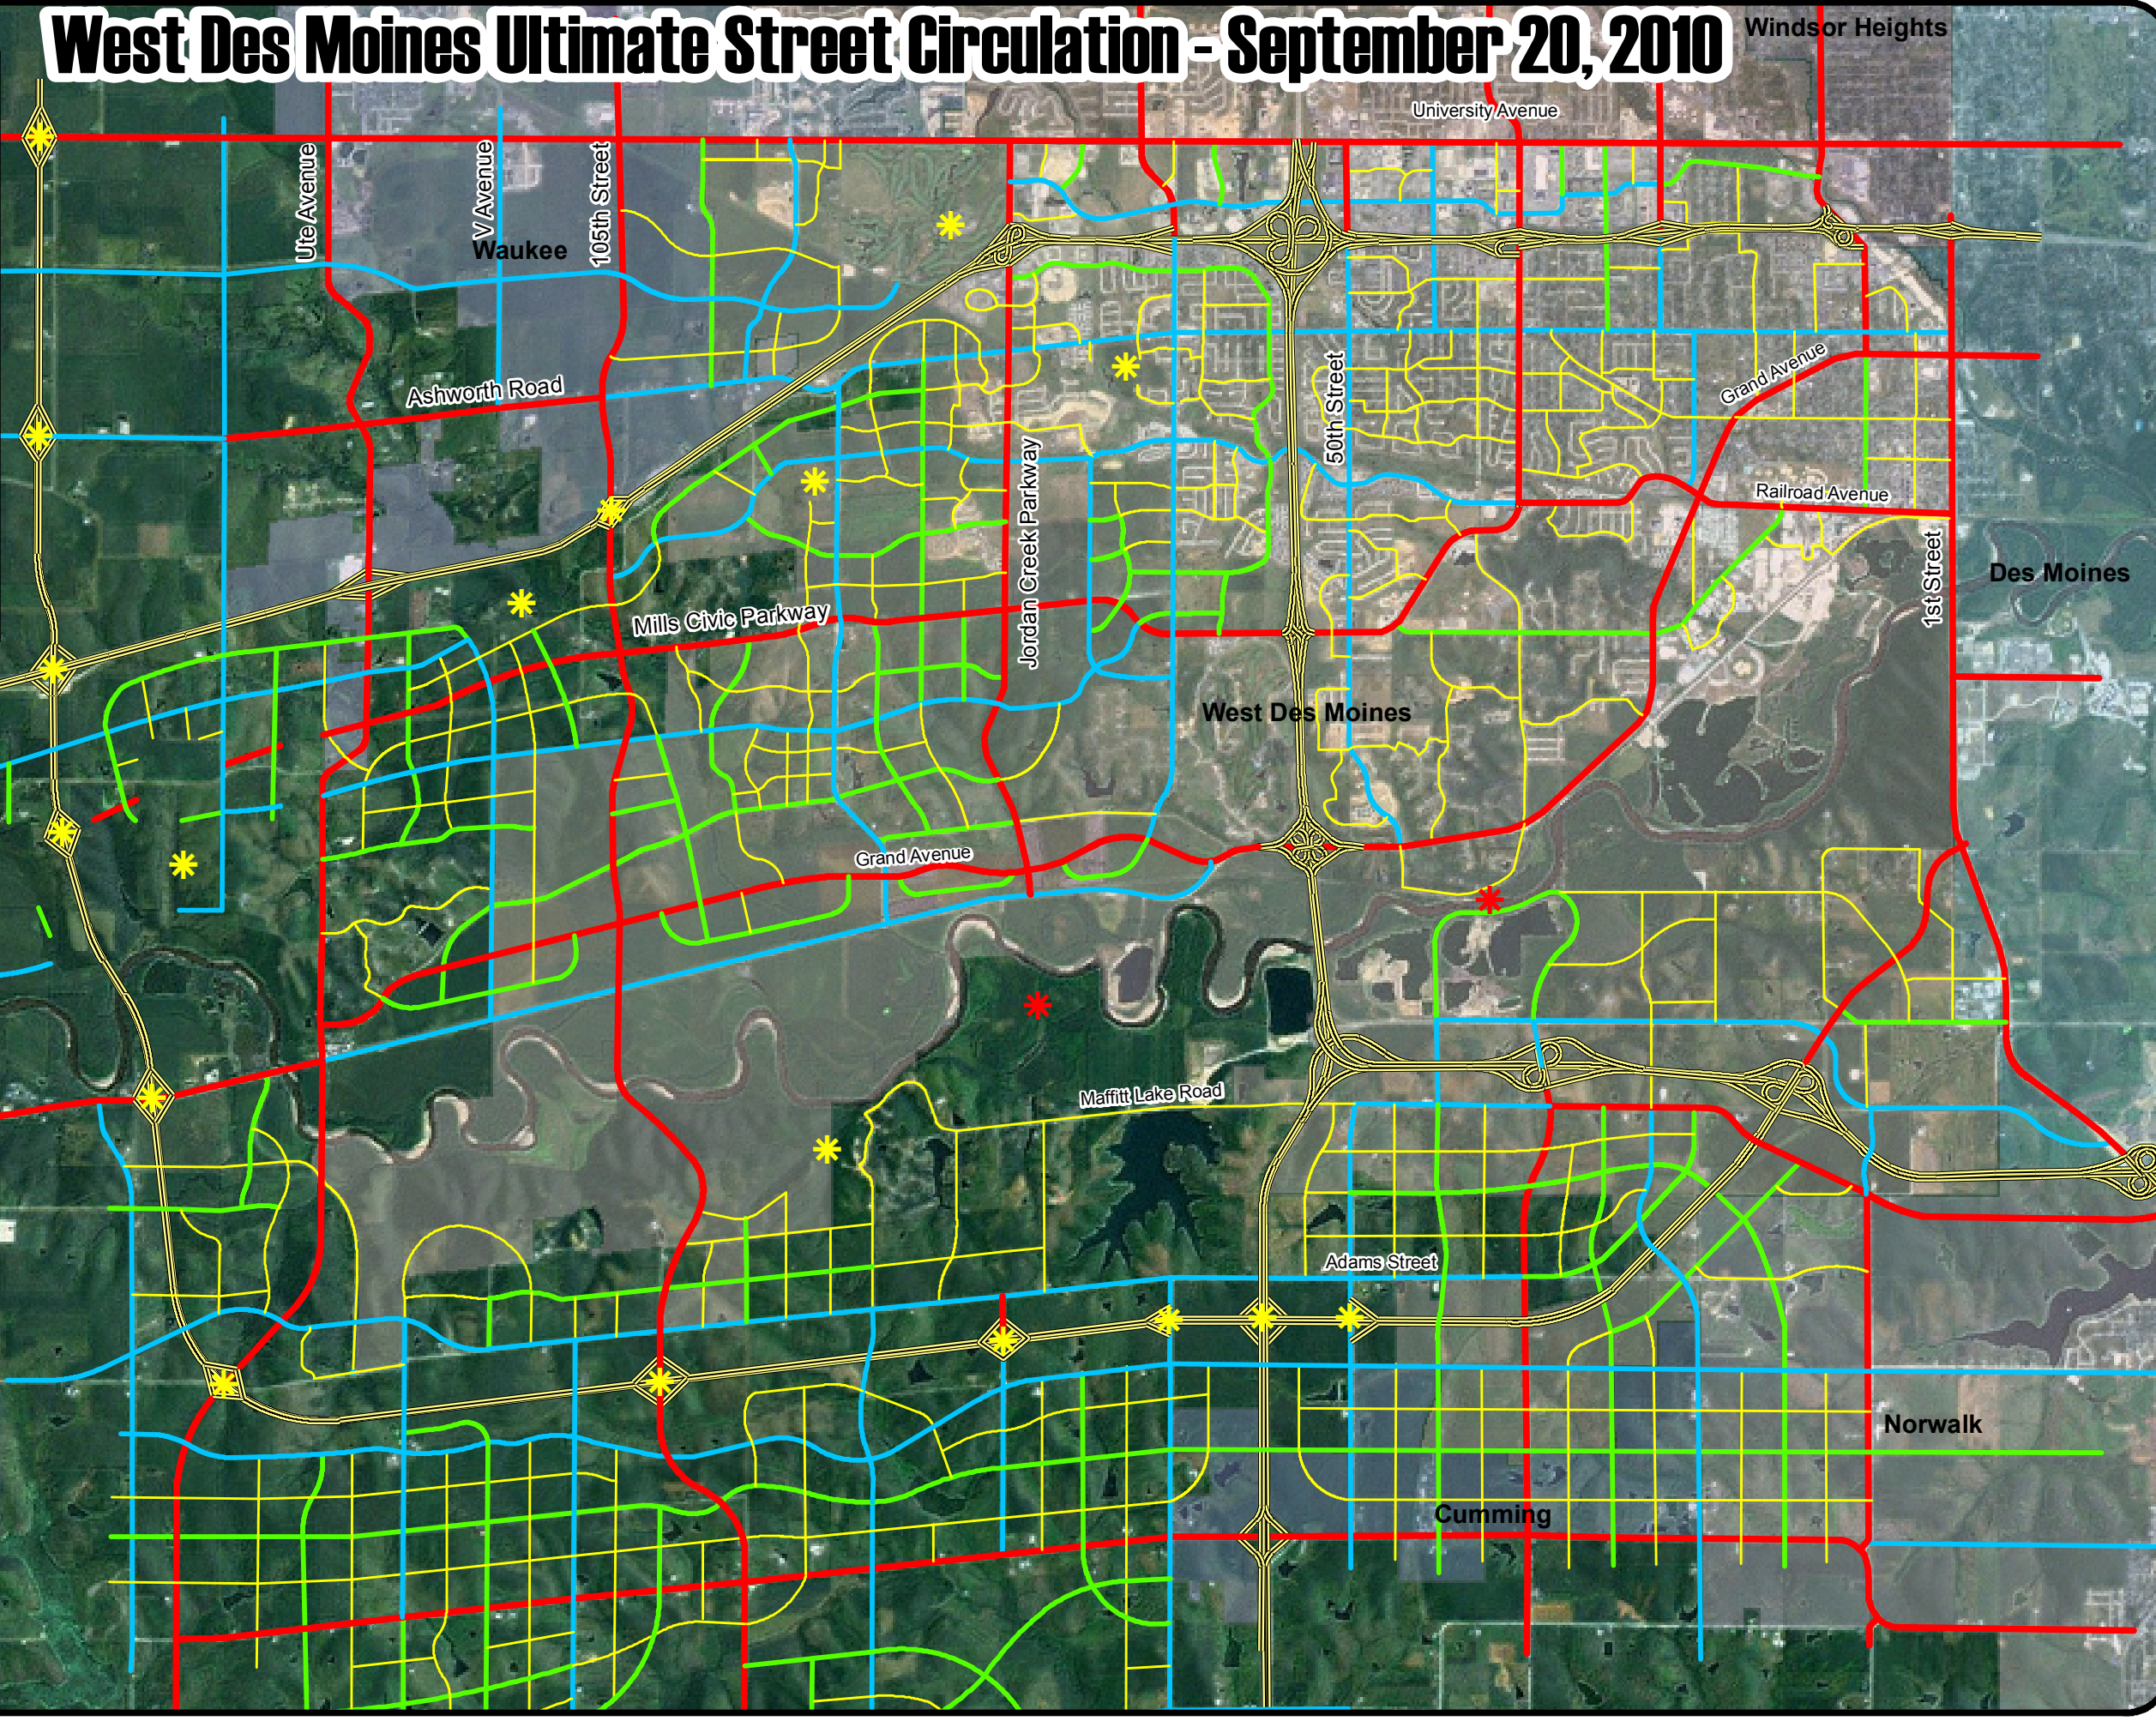 West Des Moines Ultimate Street Circulation - September 20, 2010
Windsor Heights
University Avenue
Ute Avenue
V Avenue
105th Street
Waukee
Ashworth Road
Grand Avenue
50th Street
Jordan Creek Parkway
Railroad Avenue
1st Street
Des Moines
Mills Civic Parkway
West Des Moines
Grand Avenue
Maffitt Lake Road
Adams Street
Norwalk
Cumming